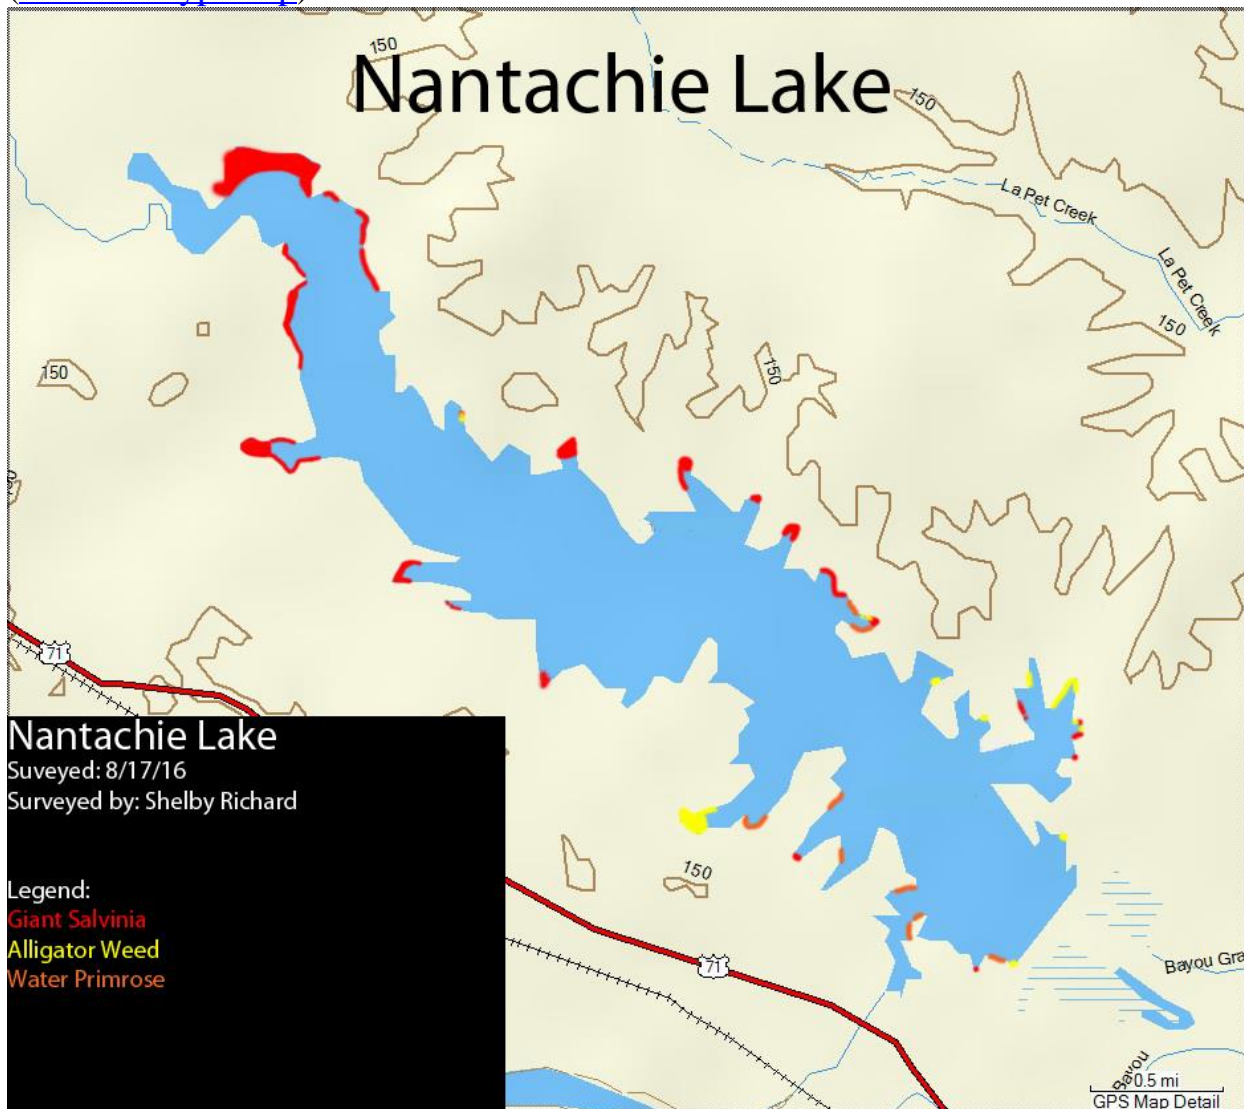 Nantachie Lake
150
150
La Pet Creek
La Pet Creek
150
150
150
71
Nantachie Lake
Suveyed: 8/17/16
Surveyed by: Shelby Richard
Legend:
Giant Salvinia
Alligator Weed
Water Primrose
150
71
Bayou Gra
Bayou
0.5 mi
GPS Map Detail